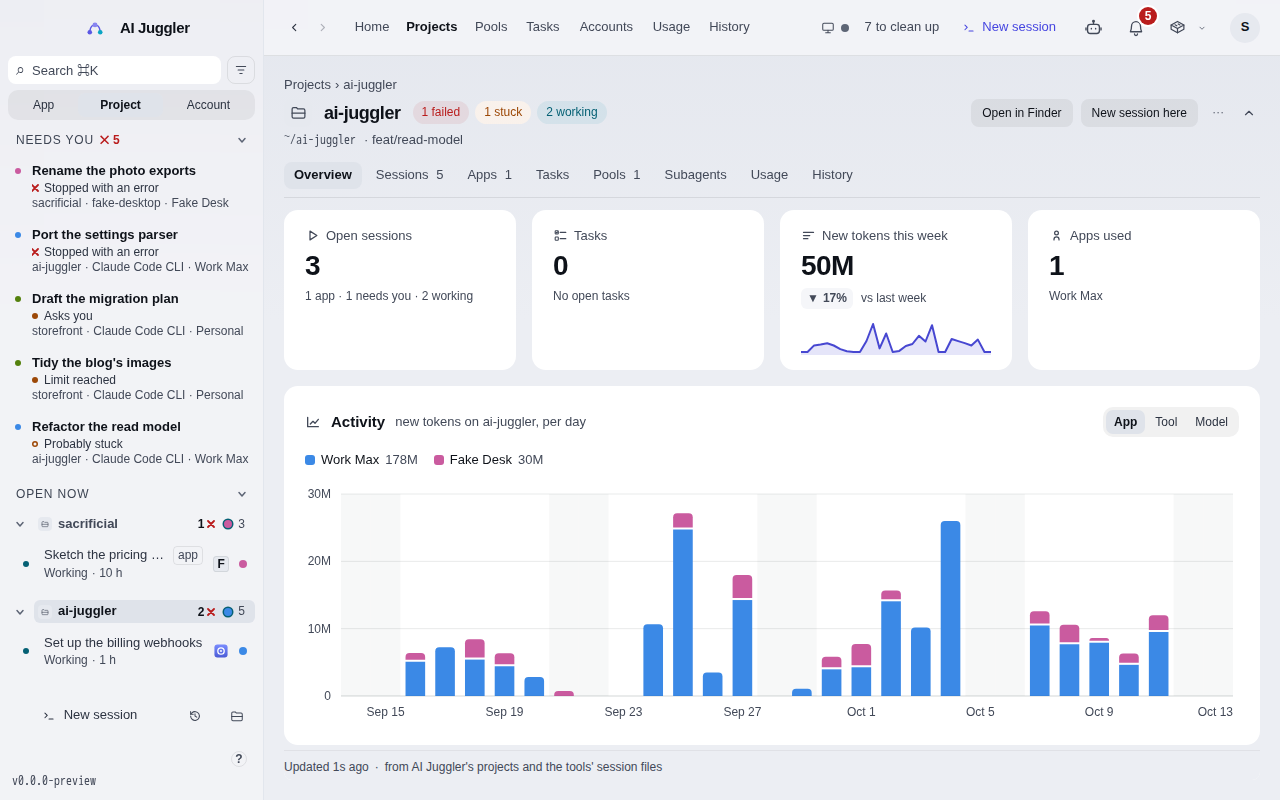 AI Juggler
Search ⌘K
App Project Account
NEEDS YOU 5
Rename the photo exports
Stopped with an error
sacrificial · fake-desktop · Fake Desk
Port the settings parser
Stopped with an error
ai-juggler · Claude Code CLI · Work Max
Draft the migration plan
Asks you
storefront · Claude Code CLI · Personal
Tidy the blog's images
Limit reached
storefront · Claude Code CLI · Personal
Refactor the read model
Probably stuck
ai-juggler · Claude Code CLI · Work Max
OPEN NOW
sacrificial 1 3
Sketch the pricing … app
Working · 10 h
F
ai-juggler 2 5
Set up the billing webhooks
Working · 1 h
New session
?
v0.0.0-preview
Home Projects Pools Tasks Accounts Usage History
7 to clean up New session 5 S
Projects › ai-juggler
ai-juggler 1 failed 1 stuck 2 working
Open in Finder New session here ···
~/ai-juggler · feat/read-model
Overview Sessions 5 Apps 1 Tasks Pools 1 Subagents Usage History
Open sessions
3
1 app · 1 needs you · 2 working
Tasks
0
No open tasks
New tokens this week
50M
▼ 17% vs last week
Apps used
1
Work Max
Activity new tokens on ai-juggler, per day
App Tool Model
Work Max 178M Fake Desk 30M
30M
20M
10M
0
Sep 15 Sep 19 Sep 23 Sep 27 Oct 1 Oct 5 Oct 9 Oct 13
Updated 1s ago · from AI Juggler's projects and the tools' session files